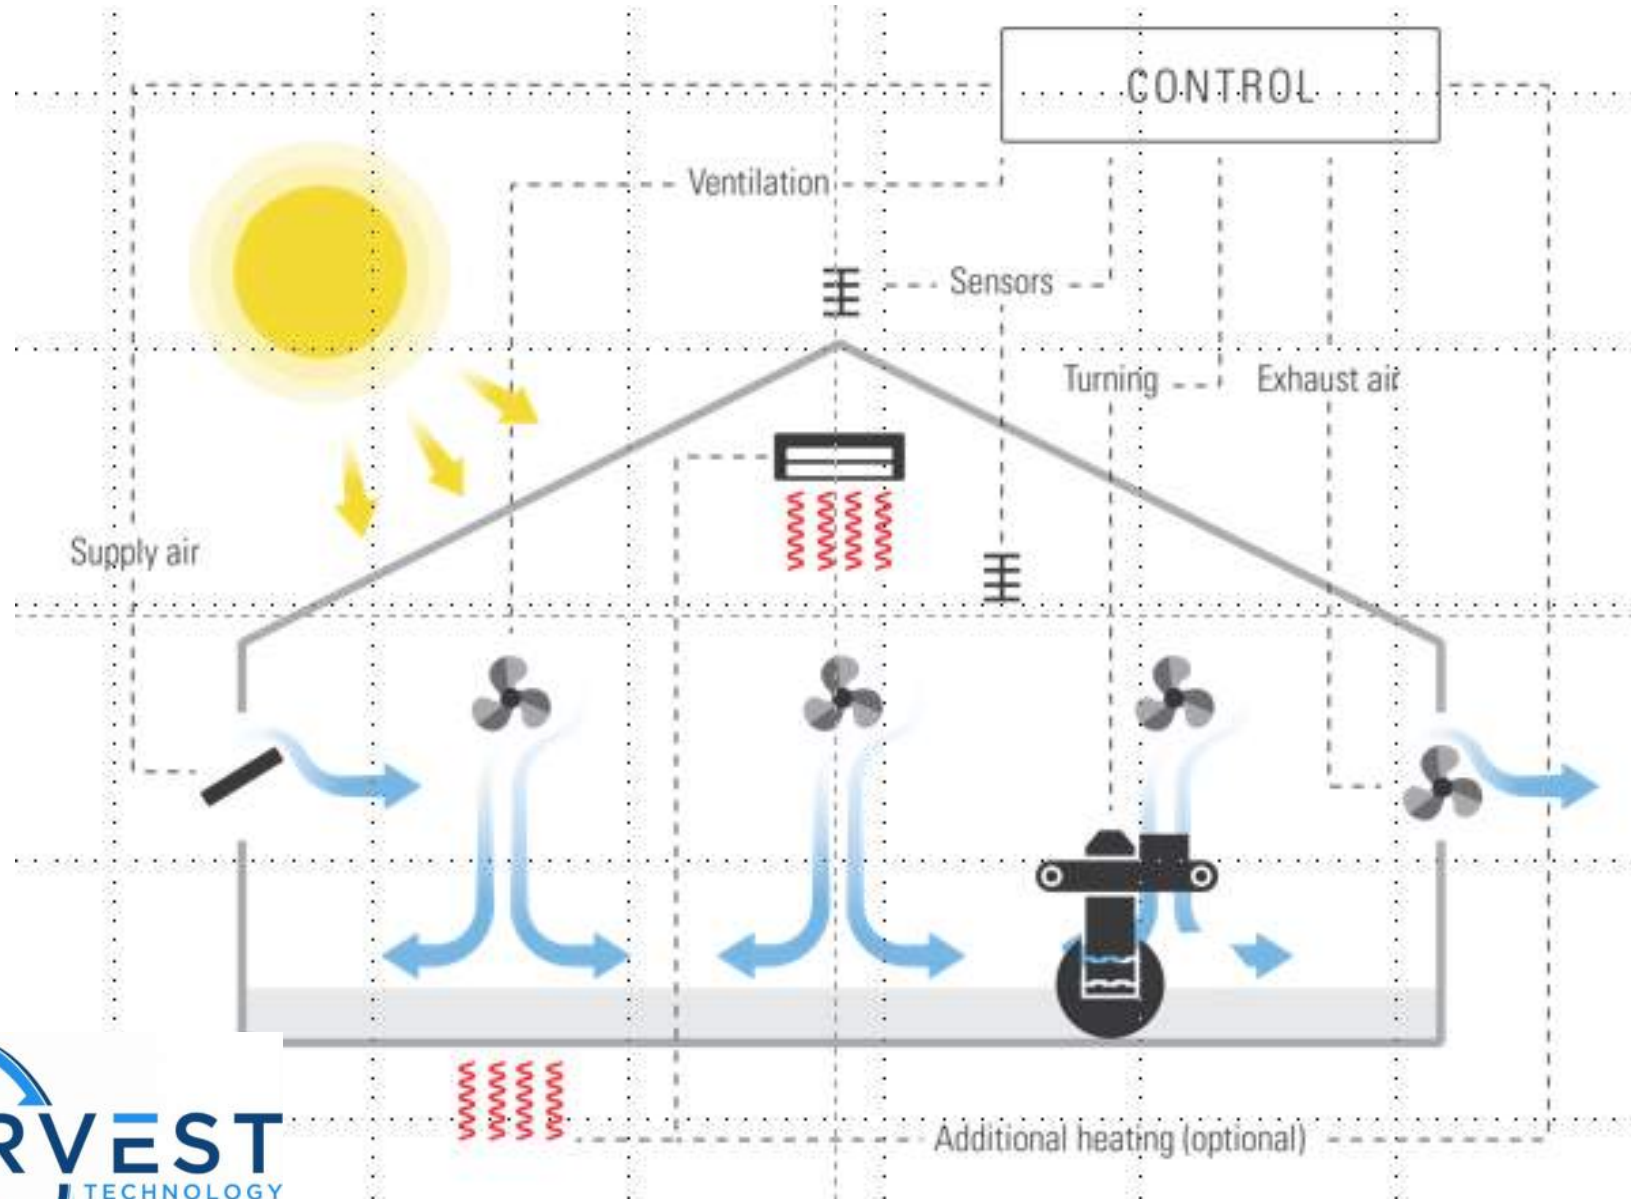 CONTROL
Ventilation
Sensors
Turning
Exhaust air
Supply air
Additional heating (optional)
RVEST
TECHNOLOGY